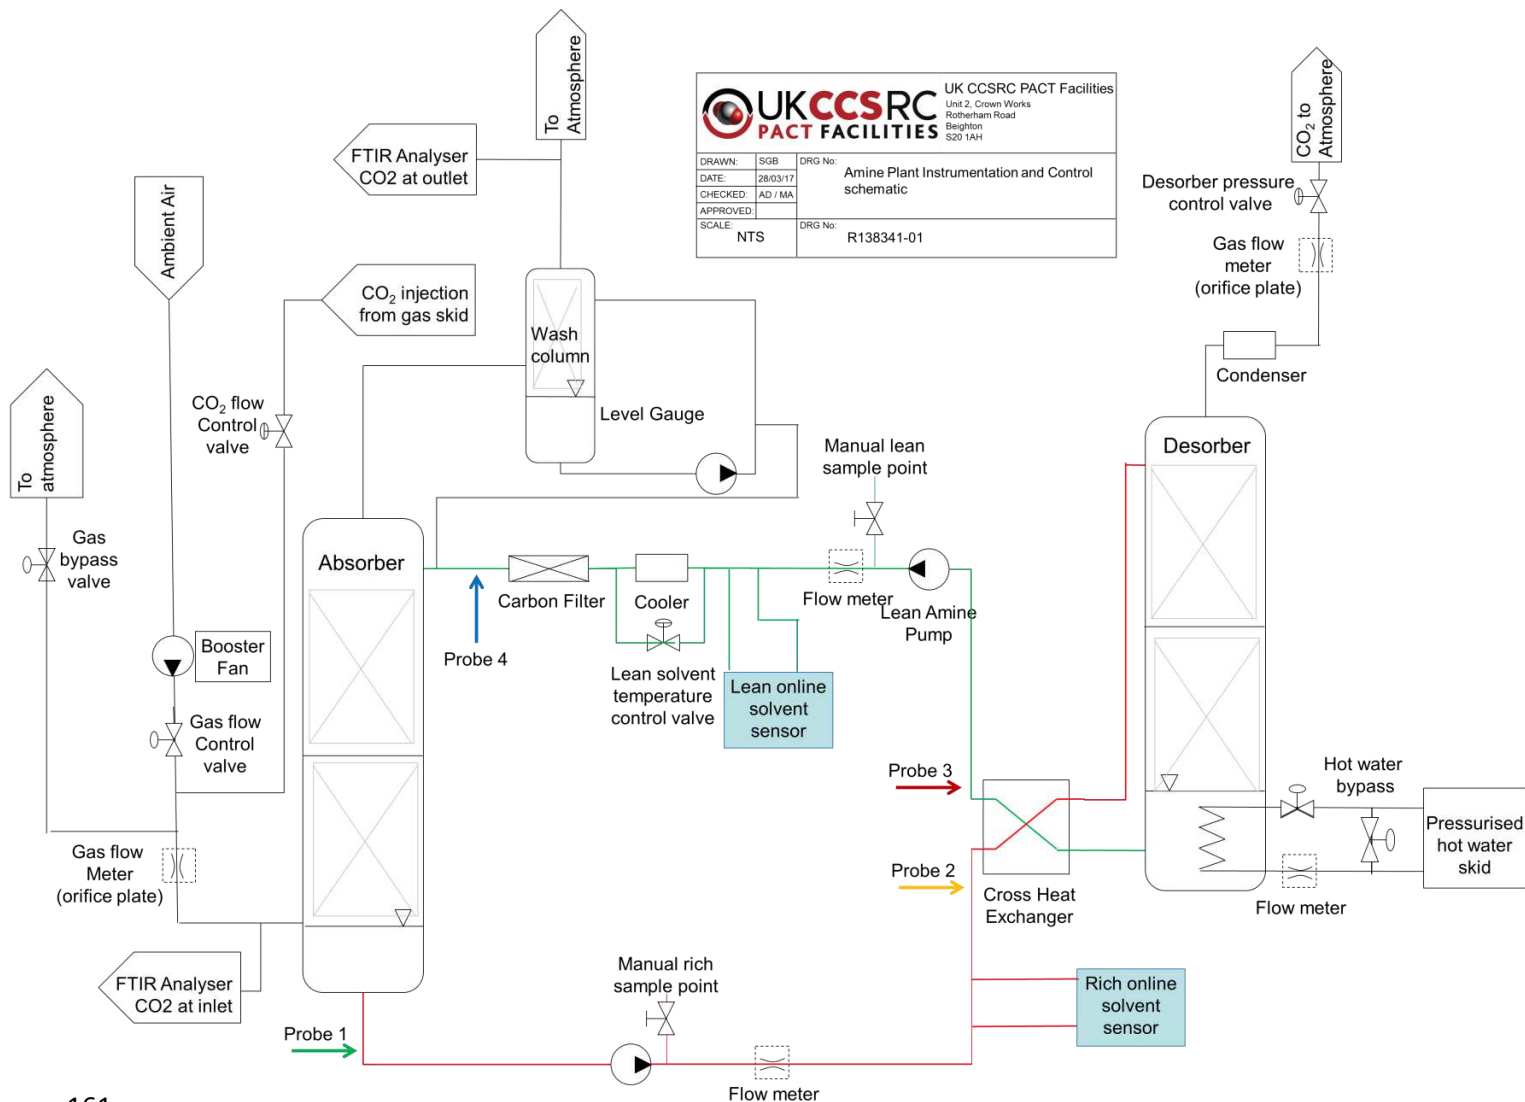 To
Atmosphere
FTIR Analyser
CO2 at outlet
Ambient Air
CO₂ injection
from gas skid
UKCCSRC
PACT FACILITIES
UK CCSRC PACT Facilities
Unit 2, Crown Works
Rotherham Road
Beighton
S20 1AH
DRAWN:
SGB
DRG No:
Amine Plant Instrumentation and Control
schematic
DATE:
28/03/17
CHECKED:
AD / MA
APPROVED:
SCALE:
NTS
DRG No:
R138341-01
CO₂ to
Atmosphere
Desorber pressure
control valve
Gas flow
meter
(orifice plate)
Condenser
Wash
column
Level Gauge
CO₂ flow
Control
valve
To
atmosphere
Gas
bypass
valve
Manual lean
sample point
Desorber
Absorber
Carbon Filter
Cooler
Flow meter
Lean Amine
Pump
Probe 4
Booster
Fan
Lean solvent
temperature
control valve
Lean online
solvent
sensor
Gas flow
Control
valve
Probe 3
Hot water
bypass
Pressurised
hot water
skid
Gas flow
Meter
(orifice plate)
Probe 2
Cross Heat
Exchanger
Flow meter
FTIR Analyser
CO2 at inlet
Manual rich
sample point
Rich online
solvent
sensor
Probe 1
Flow meter